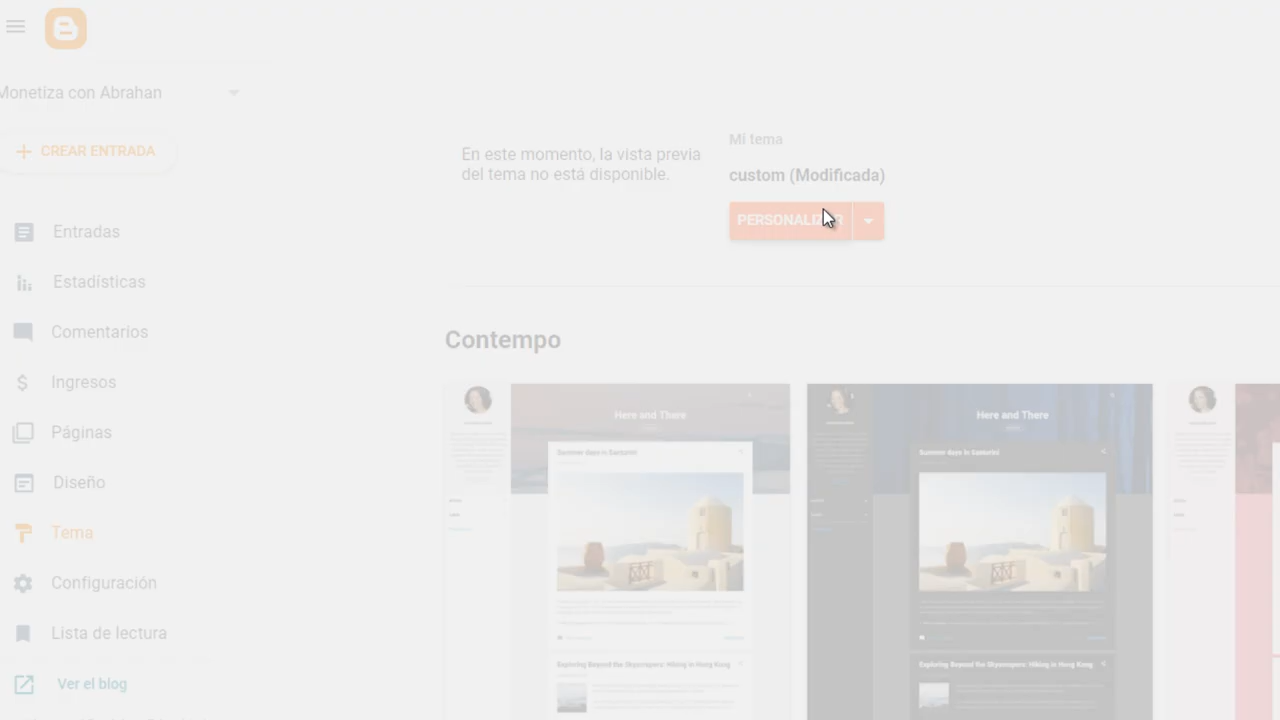 Monetiza con Abrahan
CREAR ENTRADA
Entradas
Estadísticas
Comentarios
Ingresos
Páginas
Diseño
Tema
Configuración
Lista de lectura
Ver el blog
En este momento, la vista previa
del tema no está disponible.
Mi tema
custom (Modificada)
Contempo
Here and There
Summer days in Santorini
Exploring Beyond the Skyscrapers: Hiking in Hong Kong
Here and There
Summer days in Santorini
Exploring Beyond the Skyscrapers: Hiking in Hong Kong